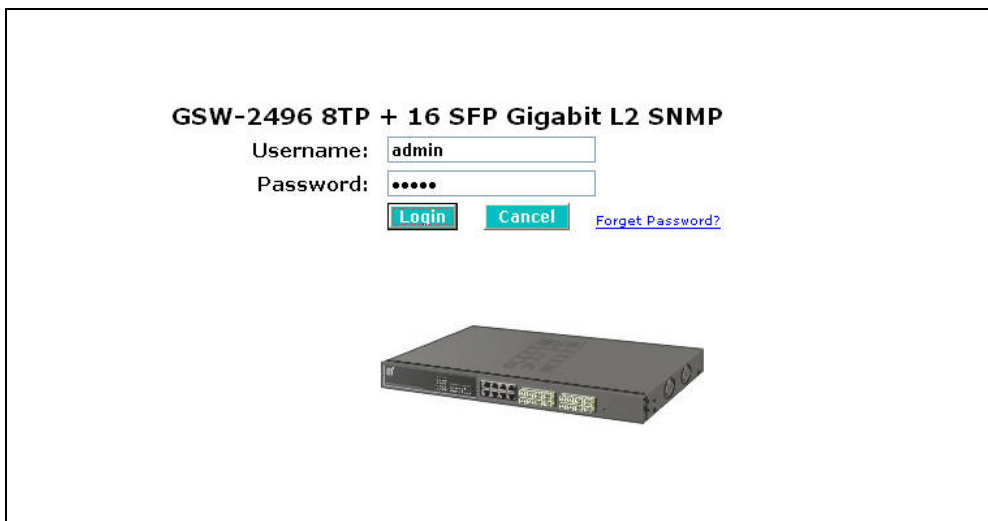 GSW-2496 8TP + 16 SFP Gigabit L2 SNMP
Username: admin
Password: •••••
Login Cancel Forget Password?